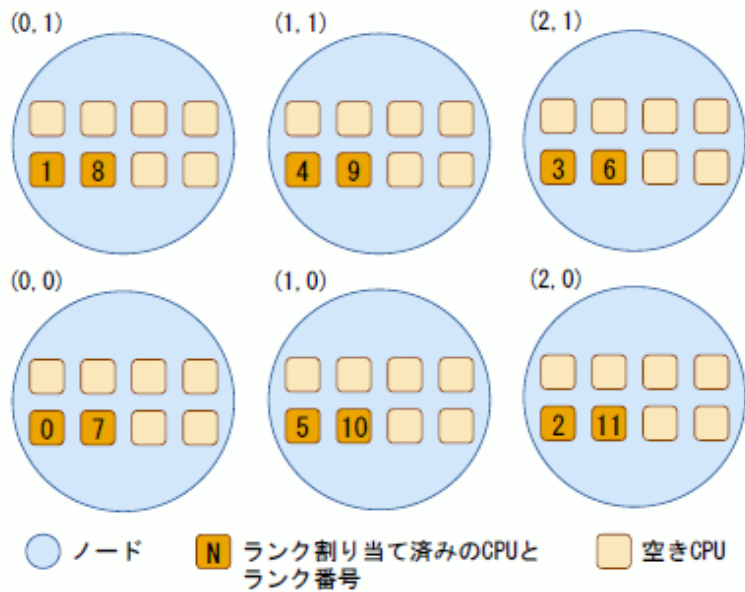 (0,1) (1,1) (2,1)
1 8 4 9 3 6
(0,0) (1,0) (2,0)
0 7 5 10 2 11
ノード N ランク割り当て済みのCPUと 空きCPU
ランク番号